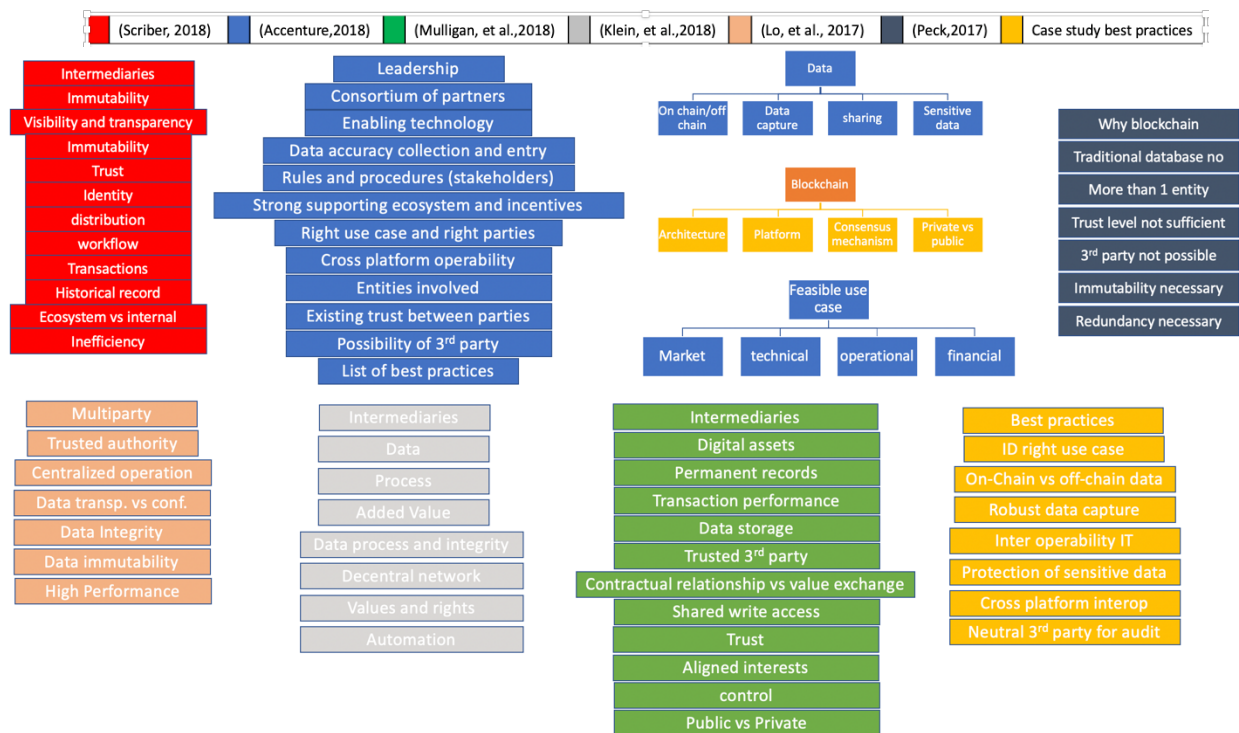 (Scriber, 2018) (Accenture,2018) (Mulligan, et al.,2018) (Klein, et al.,2018) (Lo, et al., 2017) (Peck,2017) Case study best practices
Intermediaries
Immutability
Visibility and transparency
Immutability
Trust
Identity
distribution
workflow
Transactions
Historical record
Ecosystem vs internal
Inefficiency
Leadership
Consortium of partners
Enabling technology
Data accuracy collection and entry
Rules and procedures (stakeholders)
Strong supporting ecosystem and incentives
Right use case and right parties
Cross platform operability
Entities involved
Existing trust between parties
Possibility of 3rd party
List of best practices
Data
On chain/off
chain
Data
capture
sharing
Sensitive
data
Blockchain
Architecture
Platform
Consensus
mechanism
Private vs
public
Feasible use
case
Market
technical
operational
financial
Why blockchain
Traditional database no
More than 1 entity
Trust level not sufficient
3rd party not possible
Immutability necessary
Redundancy necessary
Multiparty
Trusted authority
Centralized operation
Data transp. vs conf.
Data Integrity
Data immutability
High Performance
Intermediaries
Data
Process
Added Value
Data process and integrity
Decentral network
Values and rights
Automation
Intermediaries
Digital assets
Permanent records
Transaction performance
Data storage
Trusted 3rd party
Contractual relationship vs value exchange
Shared write access
Trust
Aligned interests
control
Public vs Private
Best practices
ID right use case
On-Chain vs off-chain data
Robust data capture
Inter operability IT
Protection of sensitive data
Cross platform interop
Neutral 3rd party for audit